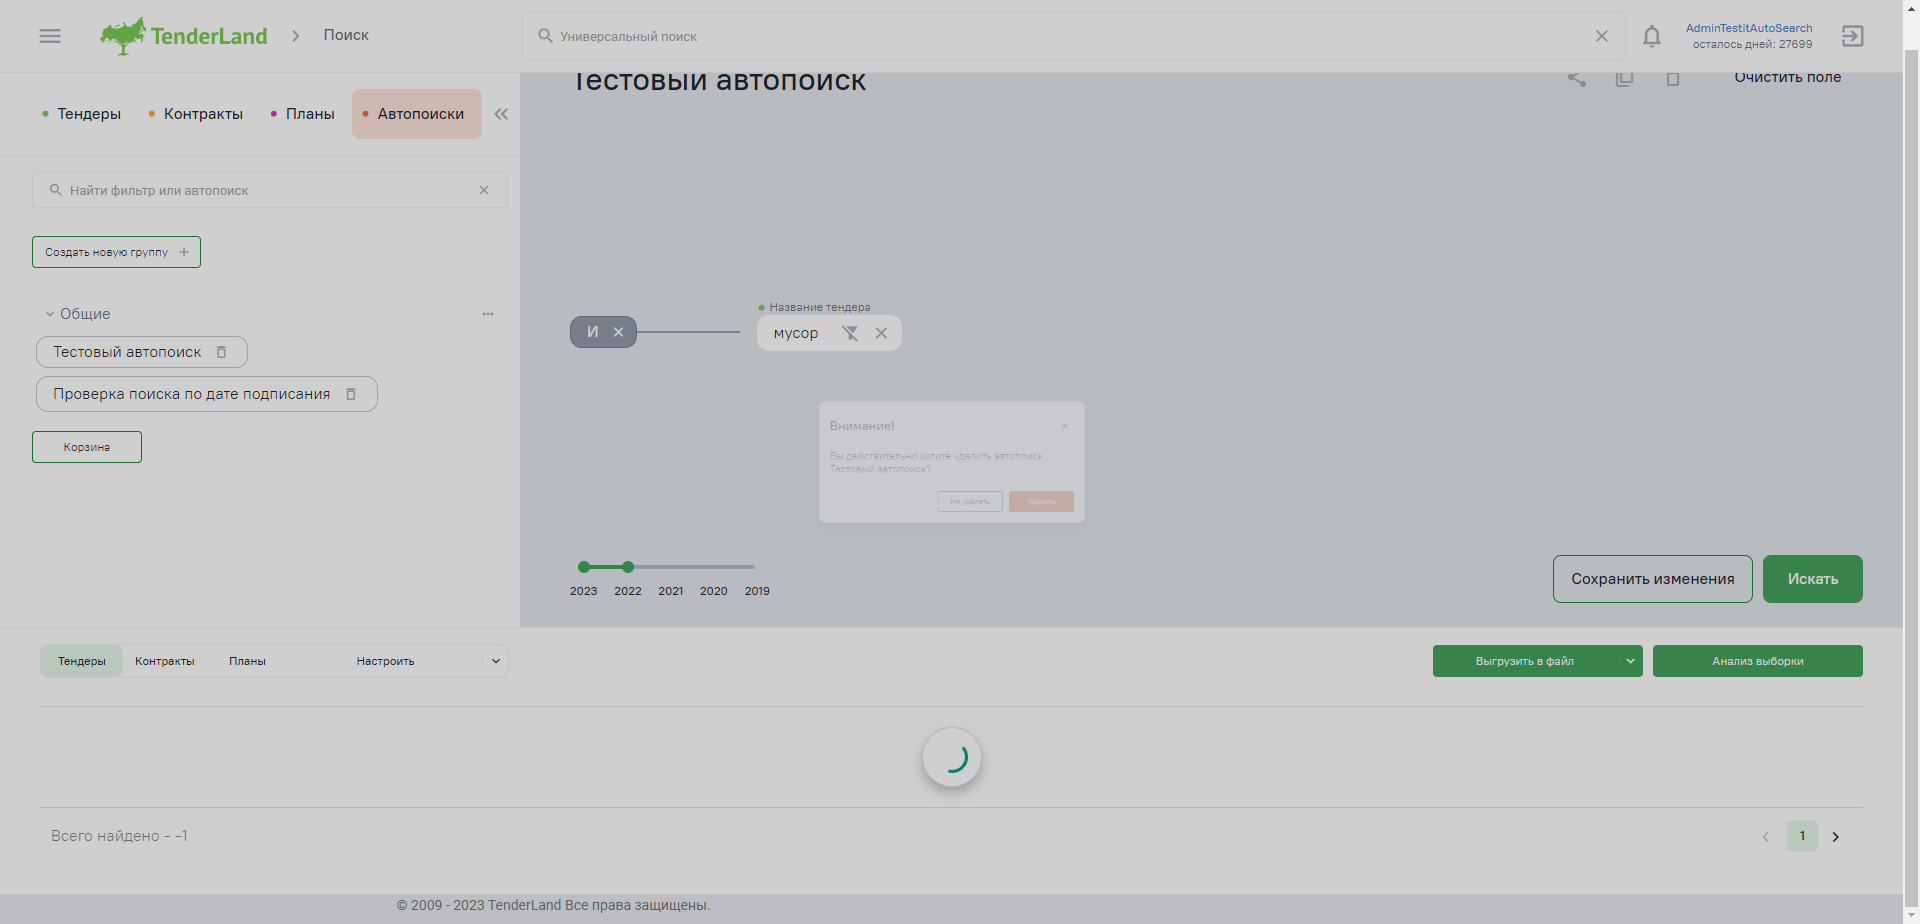 TenderLand
Поиск
Универсальный поиск
AdminTestitAutoSearch
осталось дней: 27699
Тендеры
Контракты
Планы
Автопоиски
Тестовый автопоиск
Очистить поле
Найти фильтр или автопоиск
Создать новую группу
Общие
Тестовый автопоиск
Проверка поиска по дате подписания
Корзина
Название тендера
И
мусор
Внимание!
Вы действительно хотите удалить автопоиск
Тестовый автопоиск?
Не удалять
Удалить
2023 2022 2021 2020 2019
Сохранить изменения
Искать
Тендеры
Контракты
Планы
Настроить
Выгрузить в файл
Анализ выборки
Всего найдено - -1
1
© 2009 - 2023 TenderLand Все права защищены.